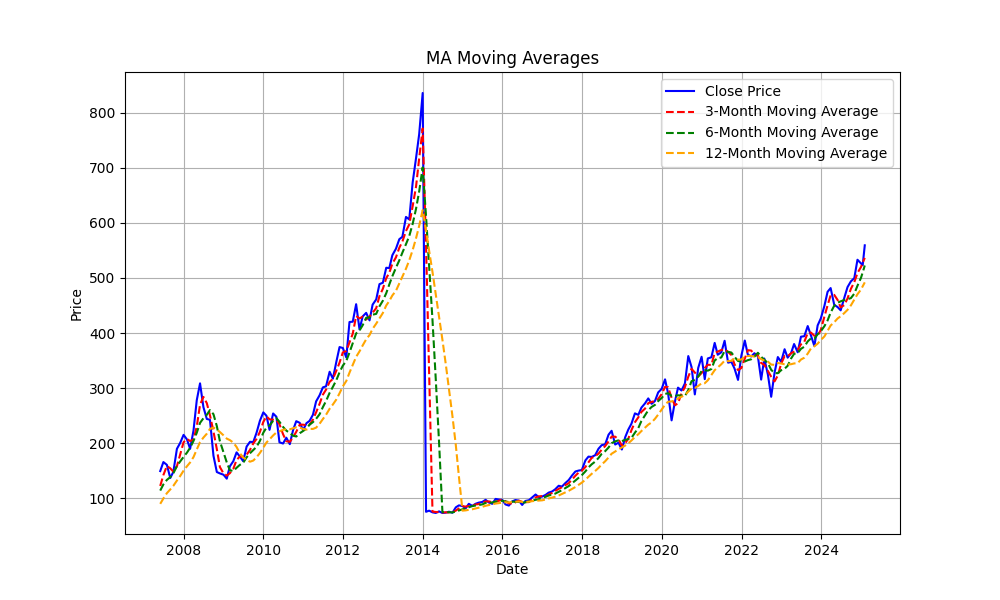 MA Moving Averages
Close Price
3-Month Moving Average
6-Month Moving Average
12-Month Moving Average
800
700
600
500
400
300
200
100
Price
2008 2010 2012 2014 2016 2018 2020 2022 2024
Date